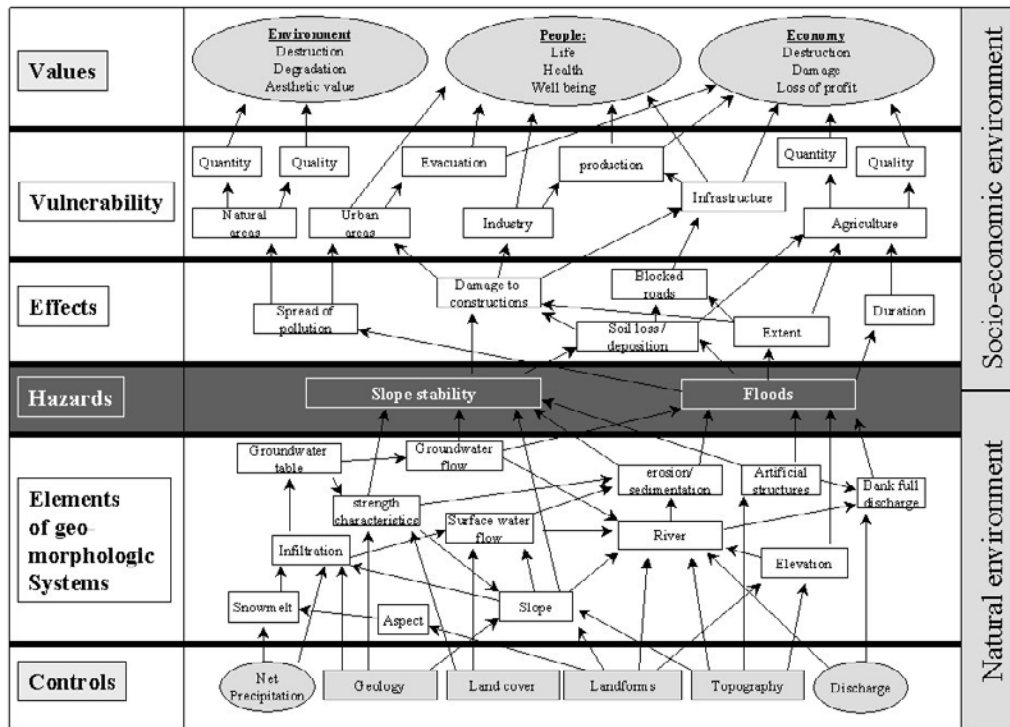 Values
Environment
Destruction
Degradation
Aesthetic value
People:
Life
Health
Well being
Economy
Destruction
Damage
Loss of profit
Vulnerability
Quantity
Quality
Evacuation
production
Quantity
Quality
Natural
areas
Urban
areas
Industry
Infrastructure
Agriculture
Effects
Spread of
pollution
Damage to
constructions
Blocked
roads
Soil loss/
deposition
Extent
Duration
Hazards
Slope stability
Floods
Elements
of geo-
morphologic
Systems
Groundwater
table
Groundwater
flow
strength
characteristics
erosion/
sedimentation
Artificial
structures
Dank full
discharge
Surface water
flow
River
Infiltration
Elevation
Snowmelt
Aspect
Slope
Controls
Net
Precipitation
Geology
Land cover
Landforms
Topography
Discharge
Socio-economic environment
Natural environment